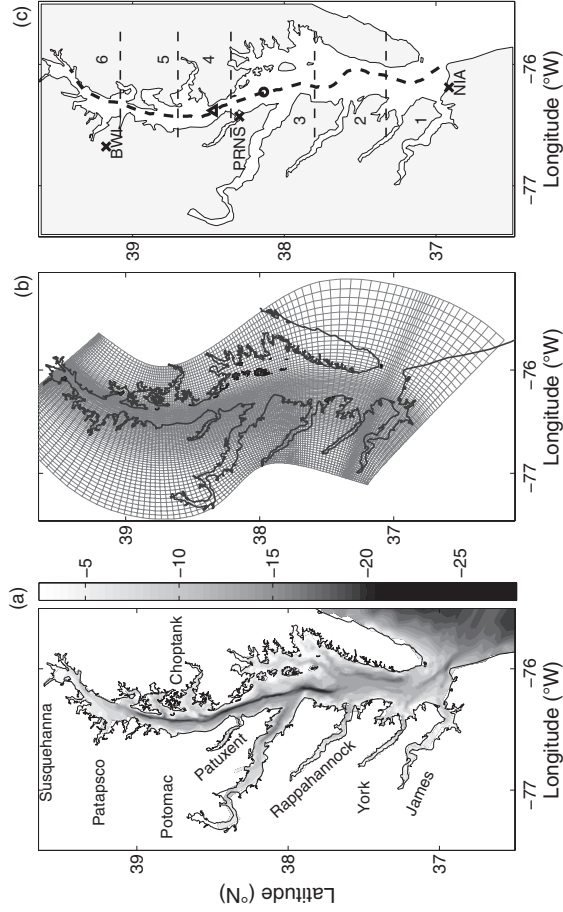 (a)
Susquehanna
Patapsco
Choptank
Potomac
Patuxent
Rappahannock
York
James
39
38
37
Latitude (°N)
−77
−76
Longitude (°W)
−5
−10
−15
−20
−25
(b)
39
38
37
−77
−76
Longitude (°W)
(c)
6
5
4
3
2
1
BWI
PRNS
NIA
39
38
37
−77
−76
Longitude (°W)